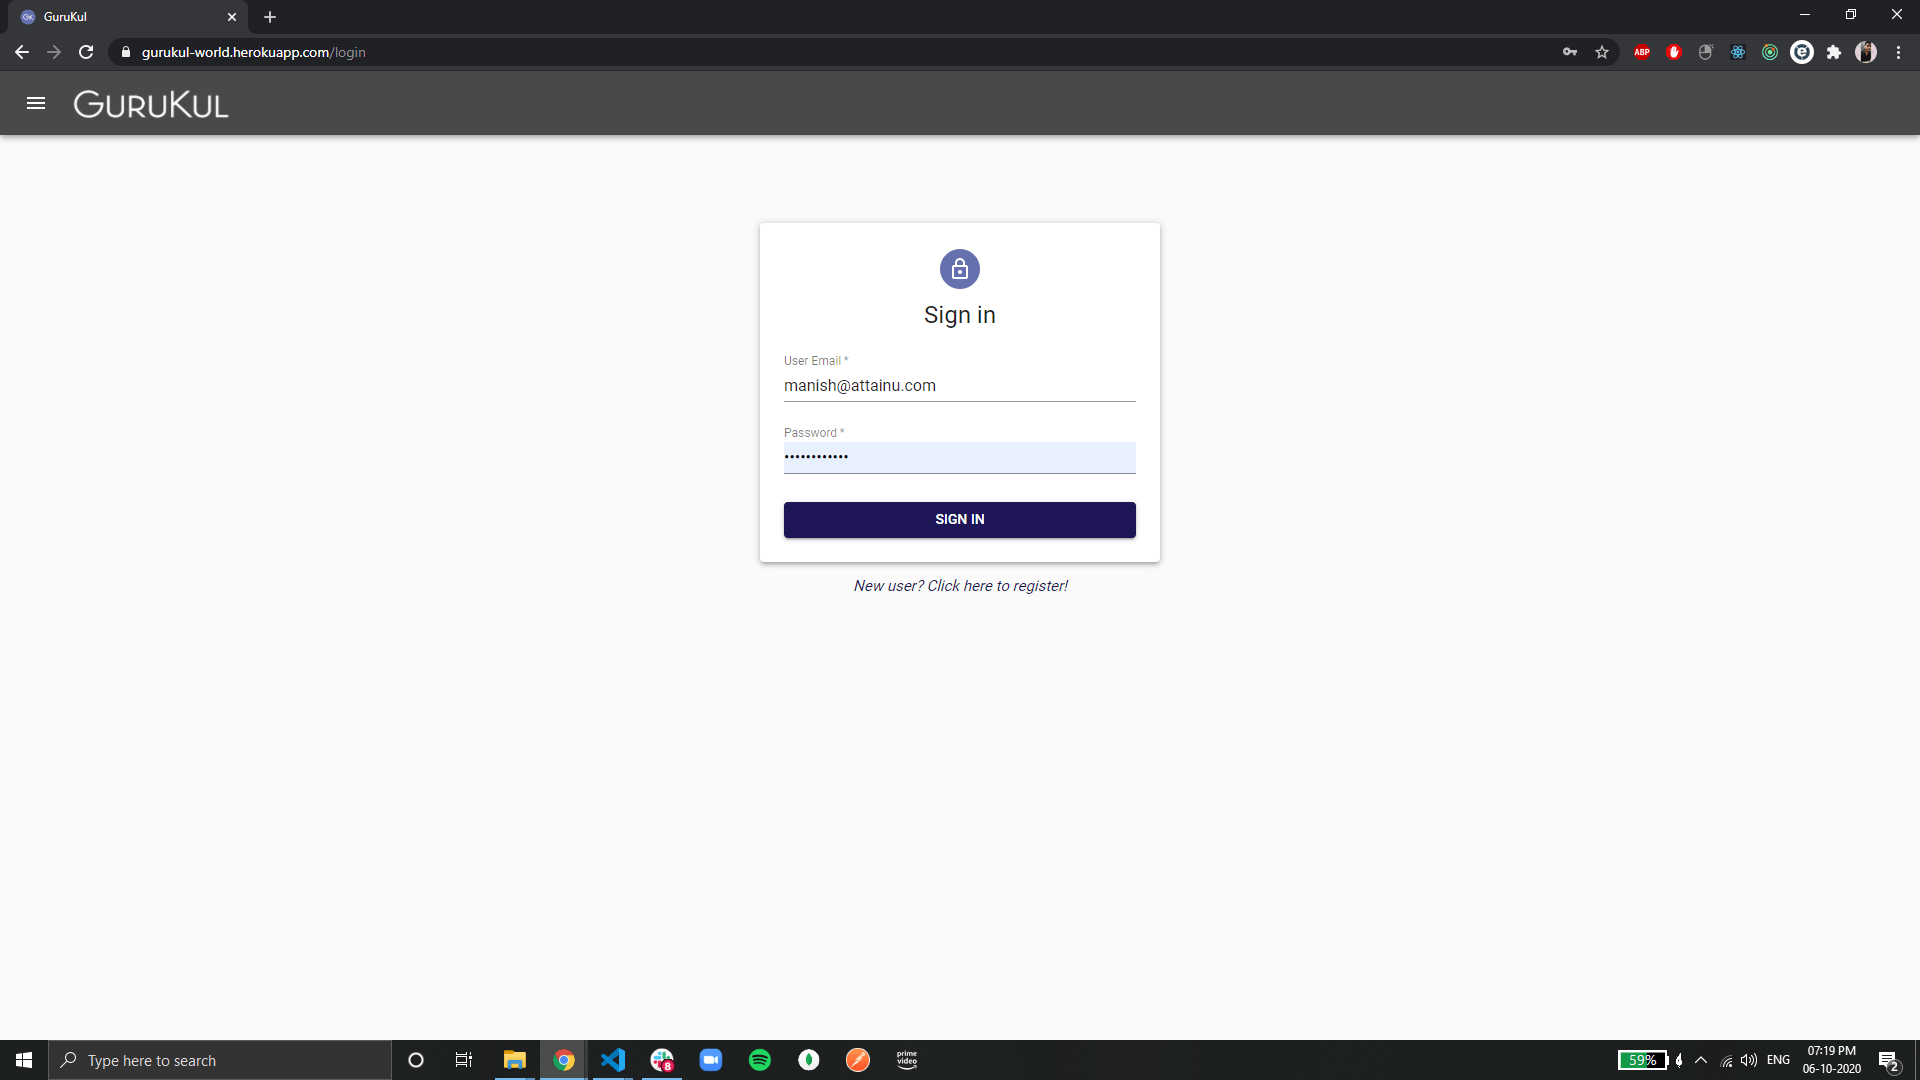 GuruKul
gurukul-world.herokuapp.com/login
ABP
GURUKUL
Sign in
User Email *
manish@attainu.com
Password *
••••••••••••
SIGN IN
New user? Click here to register!
Type here to search
8
prime video
59%
ENG
07:19 PM
06-10-2020
2